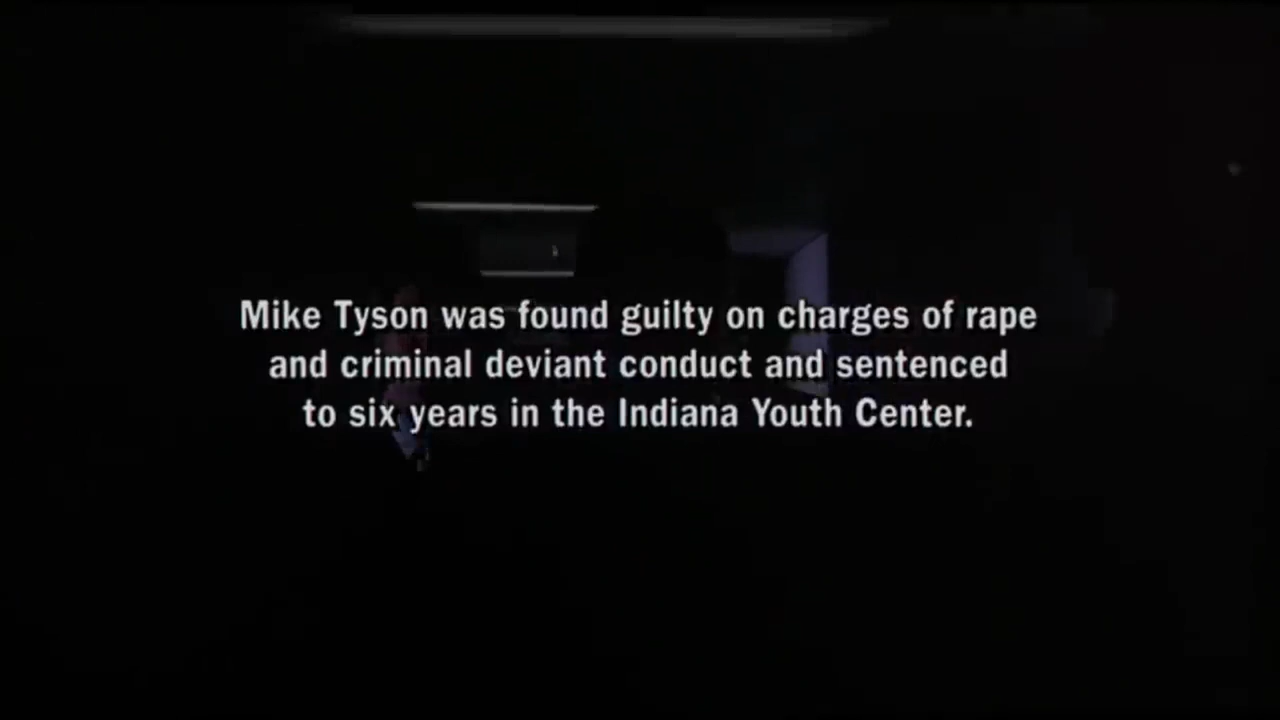 Mike Tyson was found guilty on charges of rape
and criminal deviant conduct and sentenced
to six years in the Indiana Youth Center.